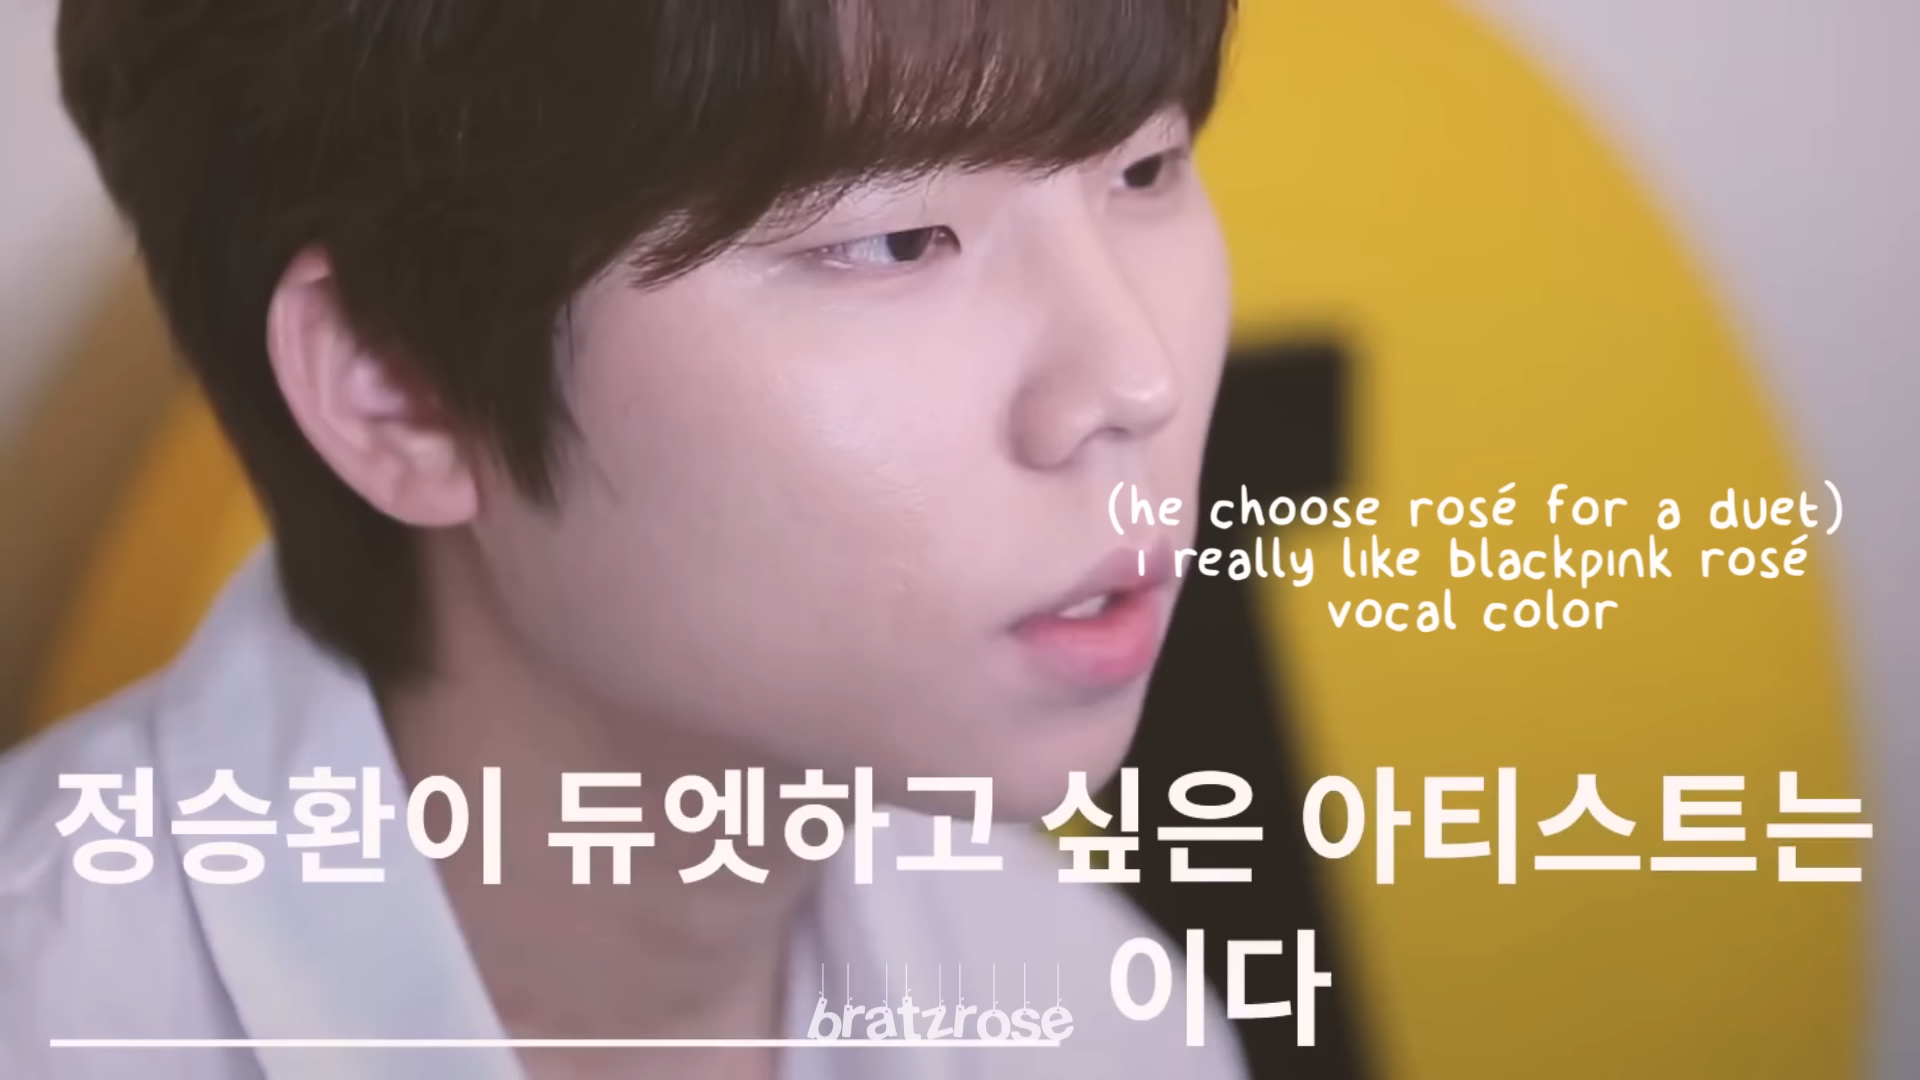 (he choose rosé for a duet)
i really like blackpink rosé
vocal color
정승환이 듀엣하고 싶은 아티스트는
이다
bratzrose